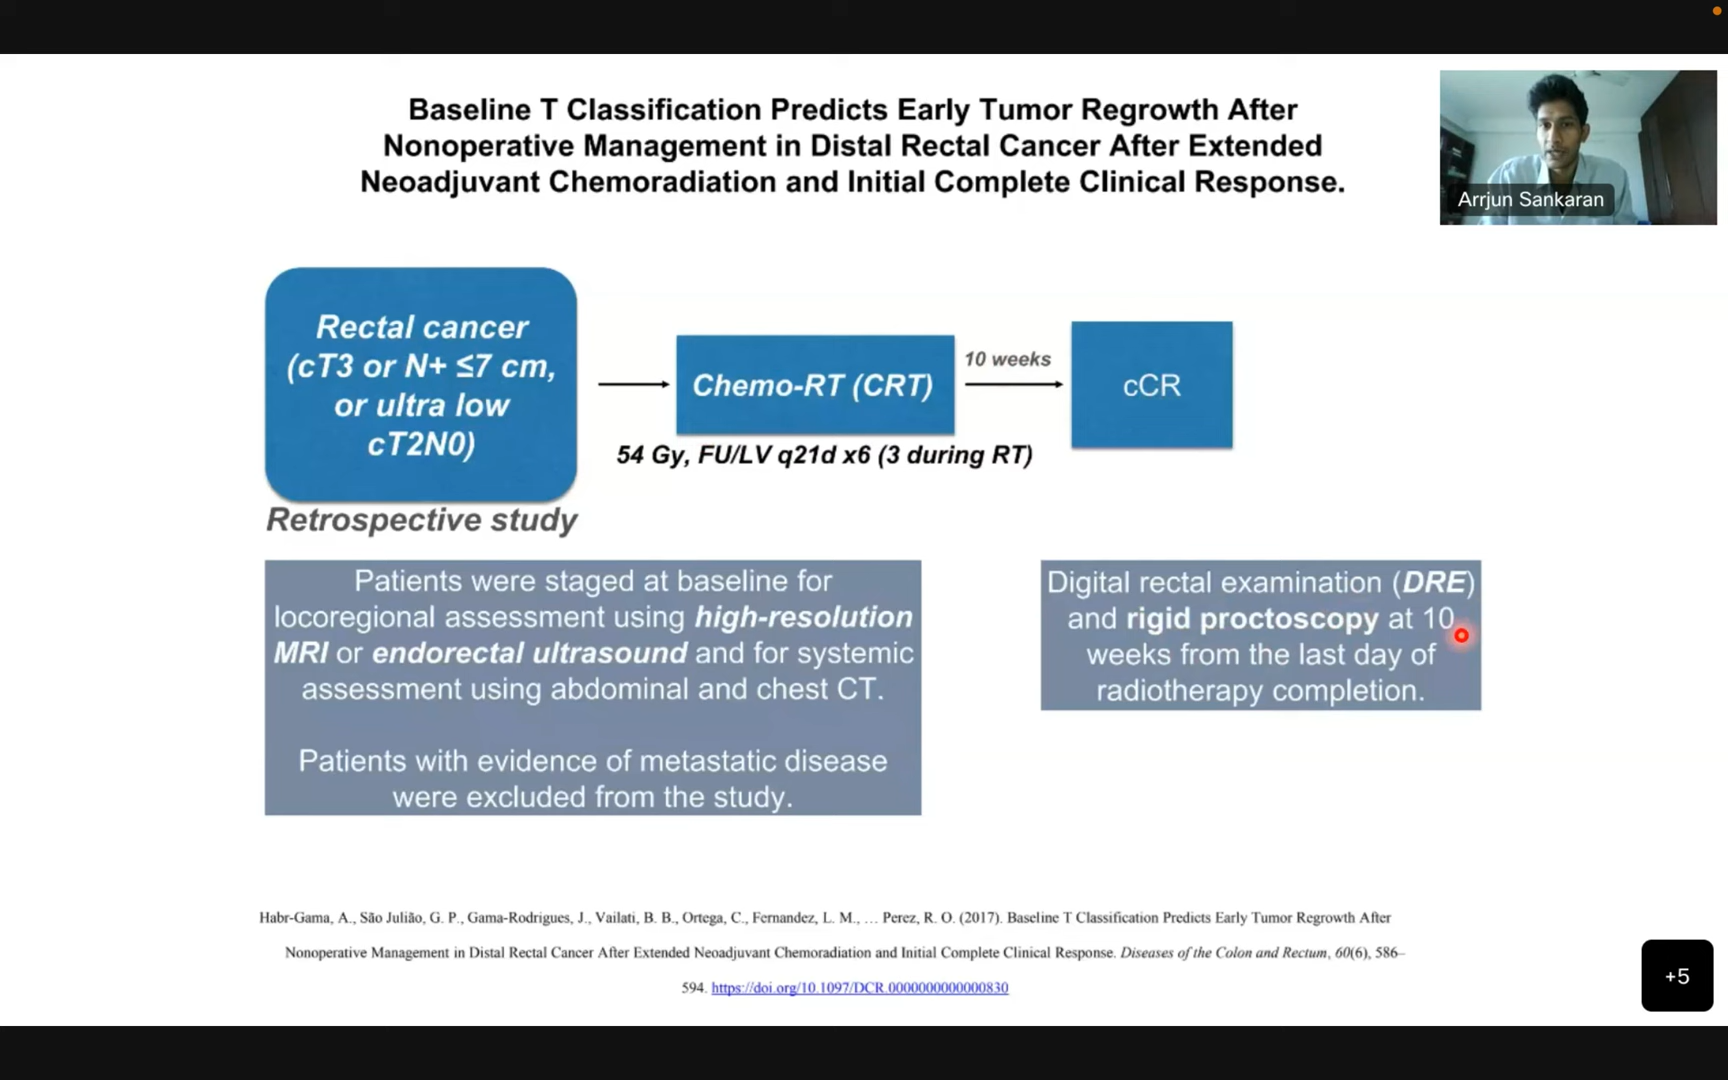 Baseline T Classification Predicts Early Tumor Regrowth After
Nonoperative Management in Distal Rectal Cancer After Extended
Neoadjuvant Chemoradiation and Initial Complete Clinical Response.
Arrjun Sankaran
Rectal cancer
(cT3 or N+ ≤7 cm,
or ultra low
cT2N0)
Chemo-RT (CRT)
10 weeks
cCR
54 Gy, FU/LV q21d x6 (3 during RT)
Retrospective study
Patients were staged at baseline for
locoregional assessment using high-resolution
MRI or endorectal ultrasound and for systemic
assessment using abdominal and chest CT.
Patients with evidence of metastatic disease
were excluded from the study.
Digital rectal examination (DRE)
and rigid proctoscopy at 10
weeks from the last day of
radiotherapy completion.
Habr-Gama, A., São Julião, G. P., Gama-Rodrigues, J., Vailati, B. B., Ortega, C., Fernandez, L. M., … Perez, R. O. (2017). Baseline T Classification Predicts Early Tumor Regrowth After
Nonoperative Management in Distal Rectal Cancer After Extended Neoadjuvant Chemoradiation and Initial Complete Clinical Response. Diseases of the Colon and Rectum, 60(6), 586–
594. https://doi.org/10.1097/DCR.0000000000000830
+5